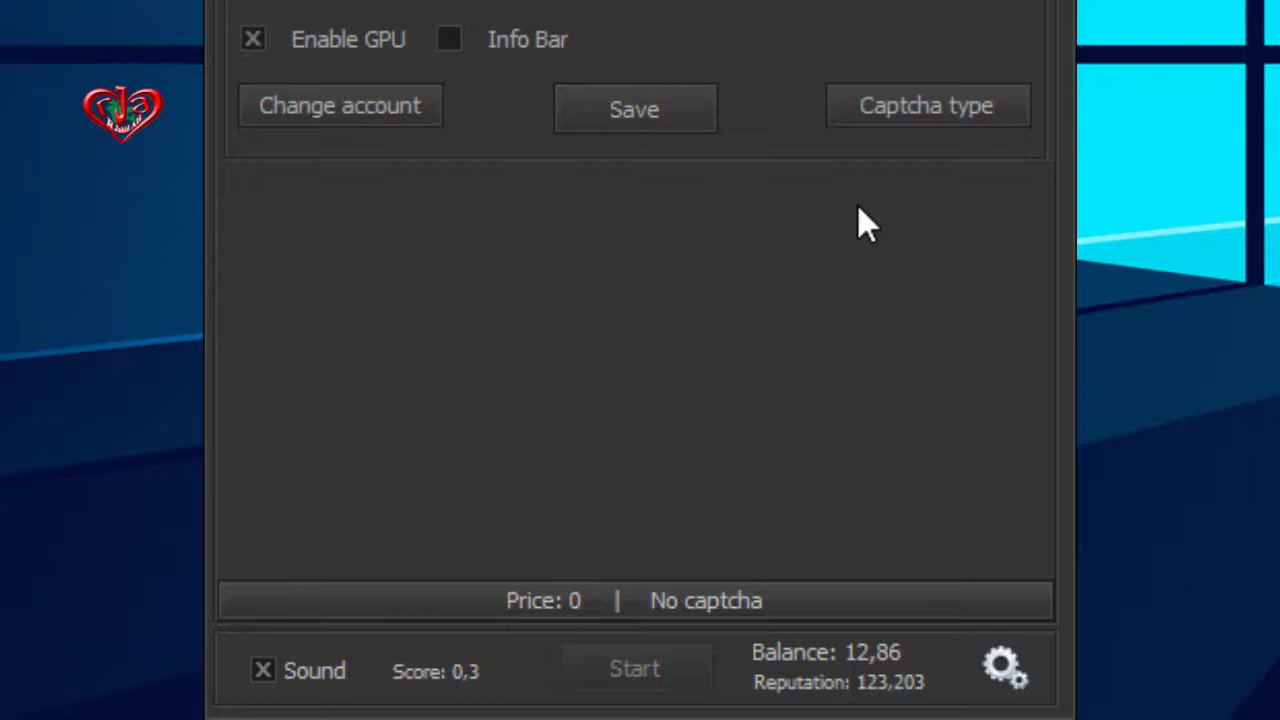 Enable GPU Info Bar
Change account Save Captcha type
Price: 0 | No captcha
Sound Score: 0,3 Start Balance: 12,86
Reputation: 123,203